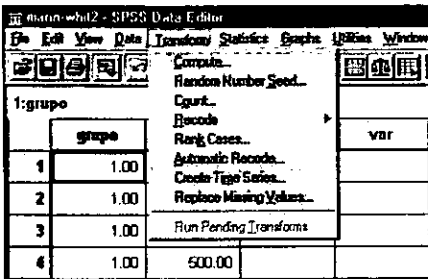 mann-whit2 - SPSS Data Editor
File Edit View Data Transform Statistics Graphs Utilities Window
Compute...
Random Number Seed...
Count...
1:grupo
Recode
grupo
Rank Cases...
var
Automatic Recode...
1 1.00
Create Time Series...
2 1.00
Replace Missing Values...
3 1.00
Run Pending Transforms
4 1.00 500.00